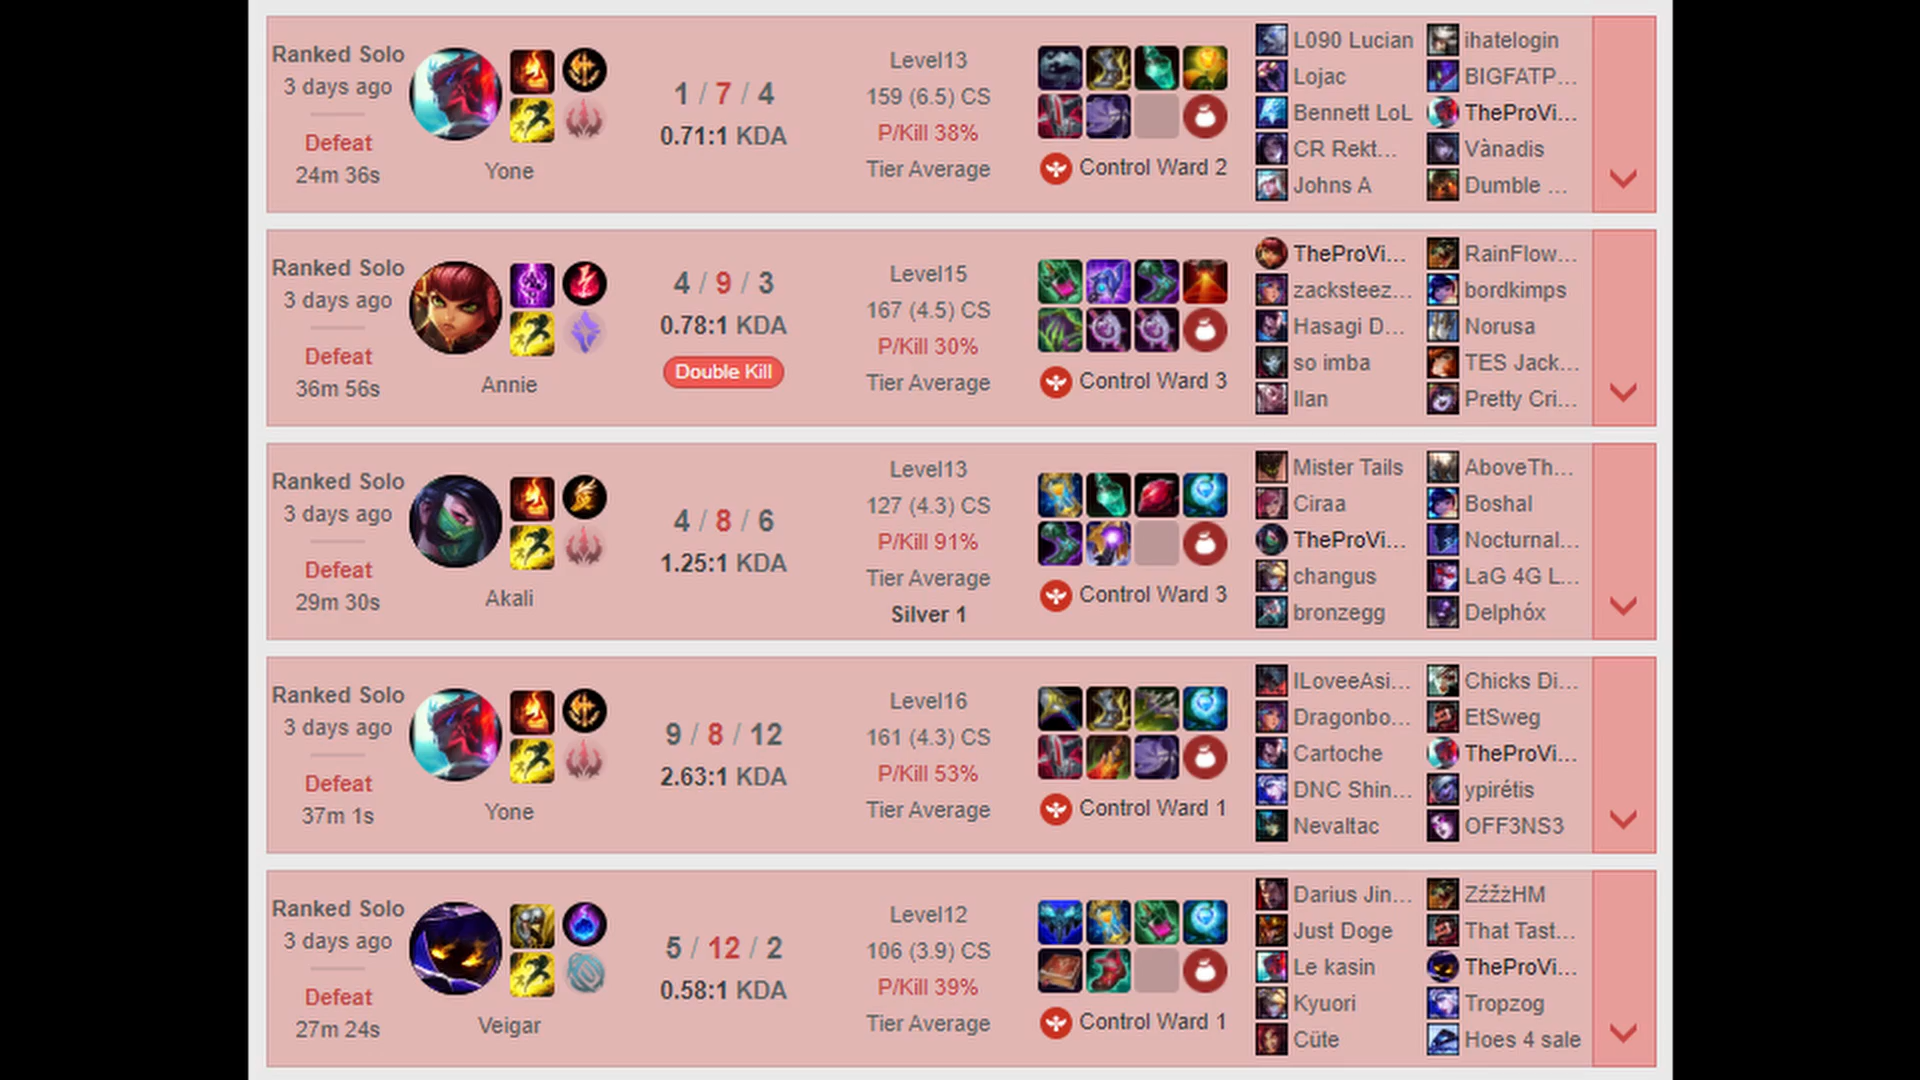 Ranked Solo
3 days ago
Defeat
24m 36s
Yone
1 / 7 / 4
0.71:1 KDA
Level13
159 (6.5) CS
P/Kill 38%
Tier Average
Control Ward 2
L090 Lucian
Lojac
Bennett LoL
CR Rekt...
Johns A
ihatelogin
BIGFATP...
TheProVi...
Vànadis
Dumble ...
Ranked Solo
3 days ago
Defeat
36m 56s
Annie
4 / 9 / 3
0.78:1 KDA
Double Kill
Level15
167 (4.5) CS
P/Kill 30%
Tier Average
Control Ward 3
TheProVi...
zacksteez...
Hasagi D...
so imba
Ilan
RainFlow...
bordkimps
Norusa
TES Jack...
Pretty Cri...
Ranked Solo
3 days ago
Defeat
29m 30s
Akali
4 / 8 / 6
1.25:1 KDA
Level13
127 (4.3) CS
P/Kill 91%
Tier Average
Silver 1
Control Ward 3
Mister Tails
Ciraa
TheProVi...
changus
bronzegg
AboveTh...
Boshal
Nocturnal...
LaG 4G L...
Delphóx
Ranked Solo
3 days ago
Defeat
37m 1s
Yone
9 / 8 / 12
2.63:1 KDA
Level16
161 (4.3) CS
P/Kill 53%
Tier Average
Control Ward 1
ILoveeAsi...
Dragonbo...
Cartoche
DNC Shin...
Nevaltac
Chicks Di...
EtSweg
TheProVi...
ypirétis
OFF3NS3
Ranked Solo
3 days ago
Defeat
27m 24s
Veigar
5 / 12 / 2
0.58:1 KDA
Level12
106 (3.9) CS
P/Kill 39%
Tier Average
Control Ward 1
Darius Jin...
Just Doge
Le kasin
Kyuori
Cüte
ZźžżHM
That Tast...
TheProVi...
Tropzog
Hoes 4 sale